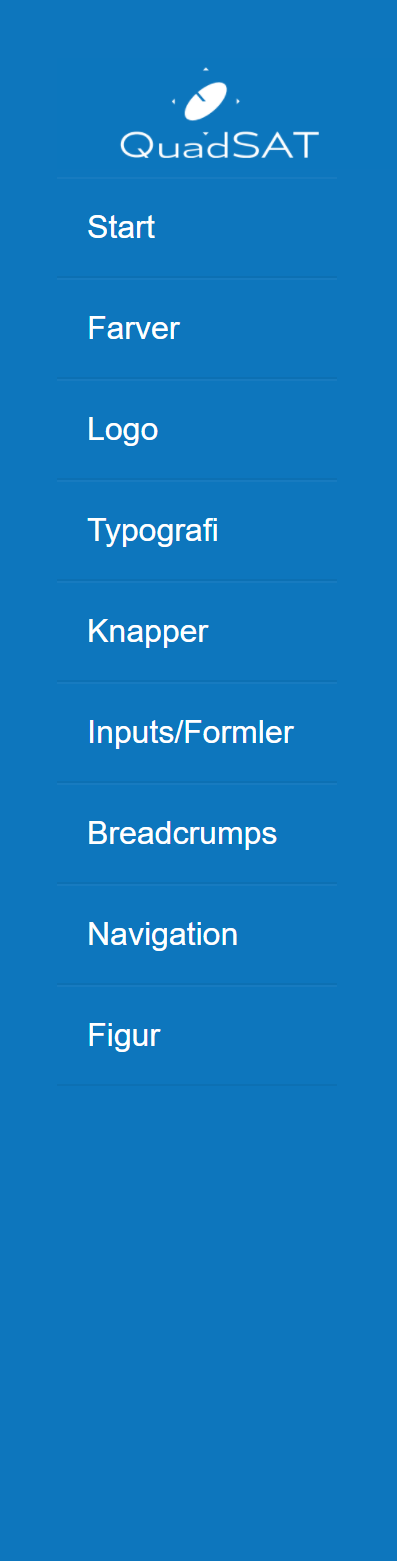 QuadSAT
Start
Farver
Logo
Typografi
Knapper
Inputs/Formler
Breadcrumps
Navigation
Figur